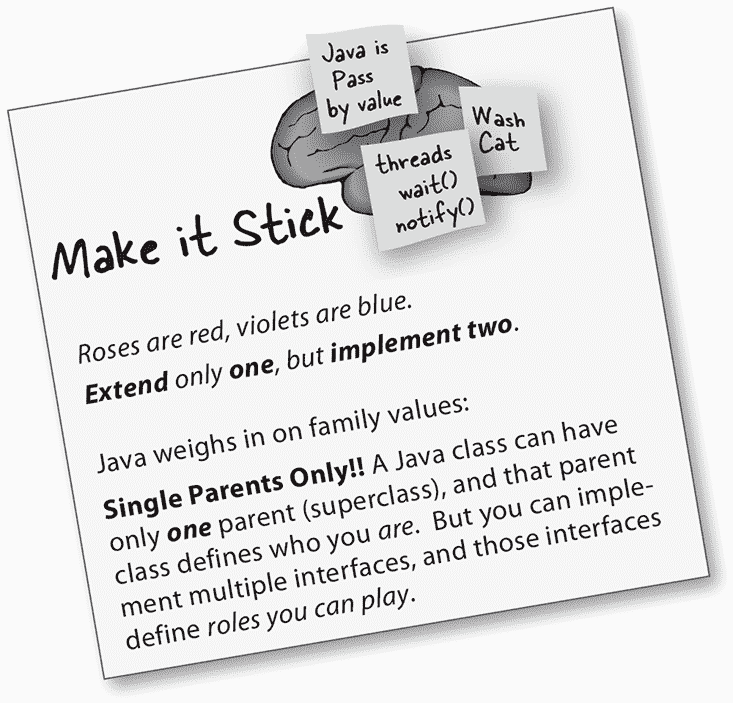 Java is
Pass
by value
Wash
Cat
threads
wait()
notify()
Make it Stick
Roses are red, violets are blue.
Extend only one, but implement two.
Java weighs in on family values:
Single Parents Only!! A Java class can have
only one parent (superclass), and that parent
class defines who you are. But you can imple-
ment multiple interfaces, and those interfaces
define roles you can play.